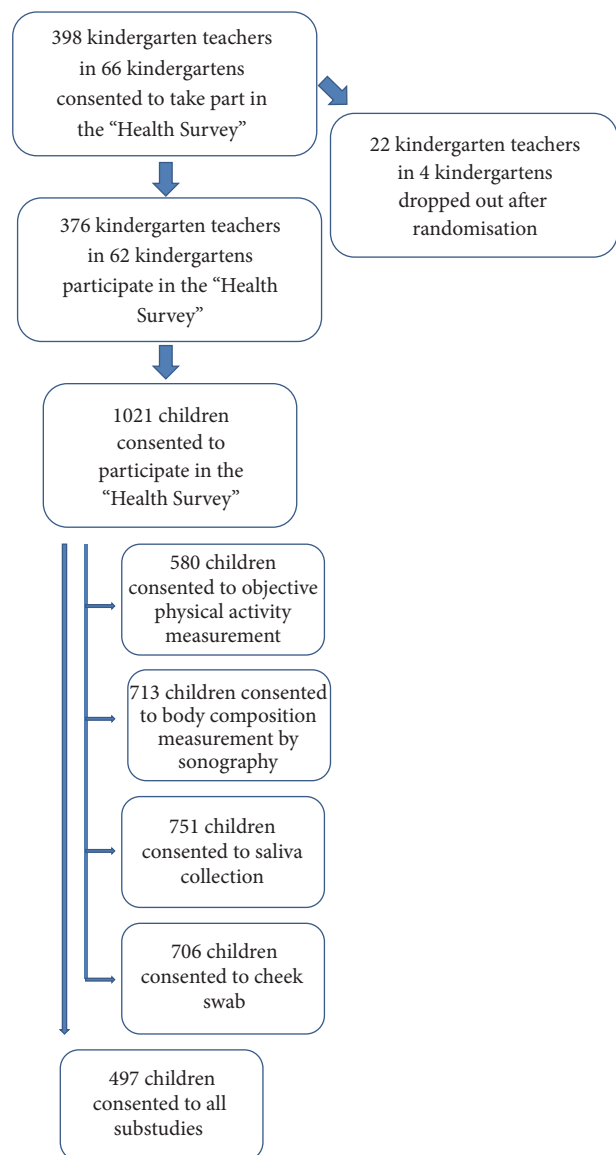 398 kindergarten teachers
in 66 kindergartens
consented to take part in
the “Health Survey”
22 kindergarten teachers
in 4 kindergartens
dropped out after
randomisation
376 kindergarten teachers
in 62 kindergartens
participate in the “Health
Survey”
1021 children
consented to
participate in the
“Health Survey”
580 children
consented to objective
physical activity
measurement
713 children consented
to body composition
measurement by
sonography
751 children
consented to saliva
collection
706 children
consented to cheek
swab
497 children
consented to all
substudies